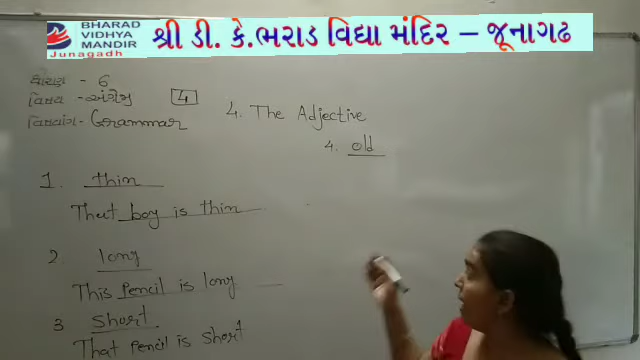 BHARAD
VIDHYA
MANDIR
Junagadh
શ્રી ડી. કે.ભરાડ વિદ્યા મંદિર – જૂનાગઢ
ધોરણ - 6
વિષય - અંગ્રેજી
4
વિષયાંગ - Grammar
4. The Adjective
4. old
1. thin
That boy is thin
2 long
This Pencil is long
3 Short
That Pencil is short